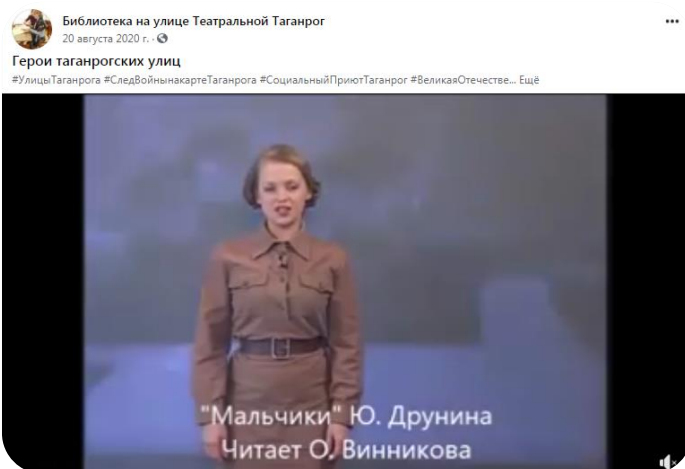 Библиотека на улице Театральной Таганрог
20 августа 2020 г. ·
Герои таганрогских улиц
#УлицыТаганрога #СледВойнынакартеТаганрога #СоциальныйПриютТаганрог #ВеликаяОтечестве... Ещё
"Мальчики" Ю. Друнина
Читает О. Винникова